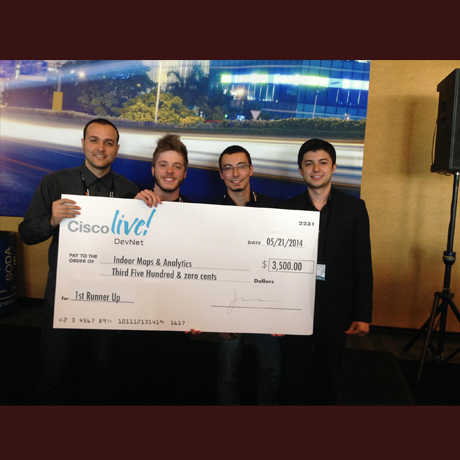 2231
Cisco live!
DevNet
DATE 05/21/2014
PAY TO THE
ORDER OF Indoor Maps & Analytics $ 3,500.00
Third Five Hundred & zero cents Dollars
For 1st Runner Up
SODA